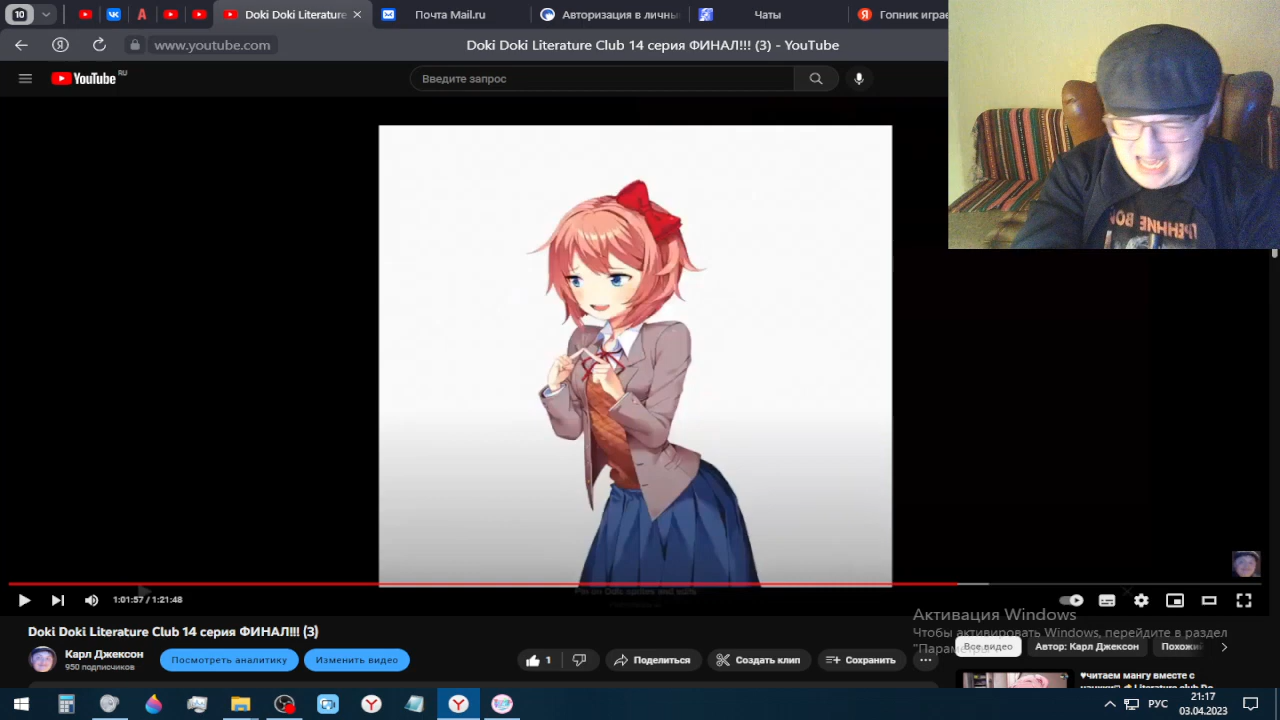 10
Doki Doki Literature
Почта Mail.ru
Авторизация в личны
Чаты
Гопник играе
www.youtube.com
Doki Doki Literature Club 14 серия ФИНАЛ!!! (3) - YouTube
YouTube RU
Введите запрос
1:01:57 / 1:21:48
Активация Windows
Чтобы активировать Windows, перейдите в раздел
Doki Doki Literature Club 14 серия ФИНАЛ!!! (3)
Карл Джексон
950 подписчиков
Посмотреть аналитику
Изменить видео
1
Поделиться
Создать клип
Сохранить
Все видео
Автор: Карл Джексон
Похожи
♥читаем мангу вместе с
РУС
21:17
03.04.2023